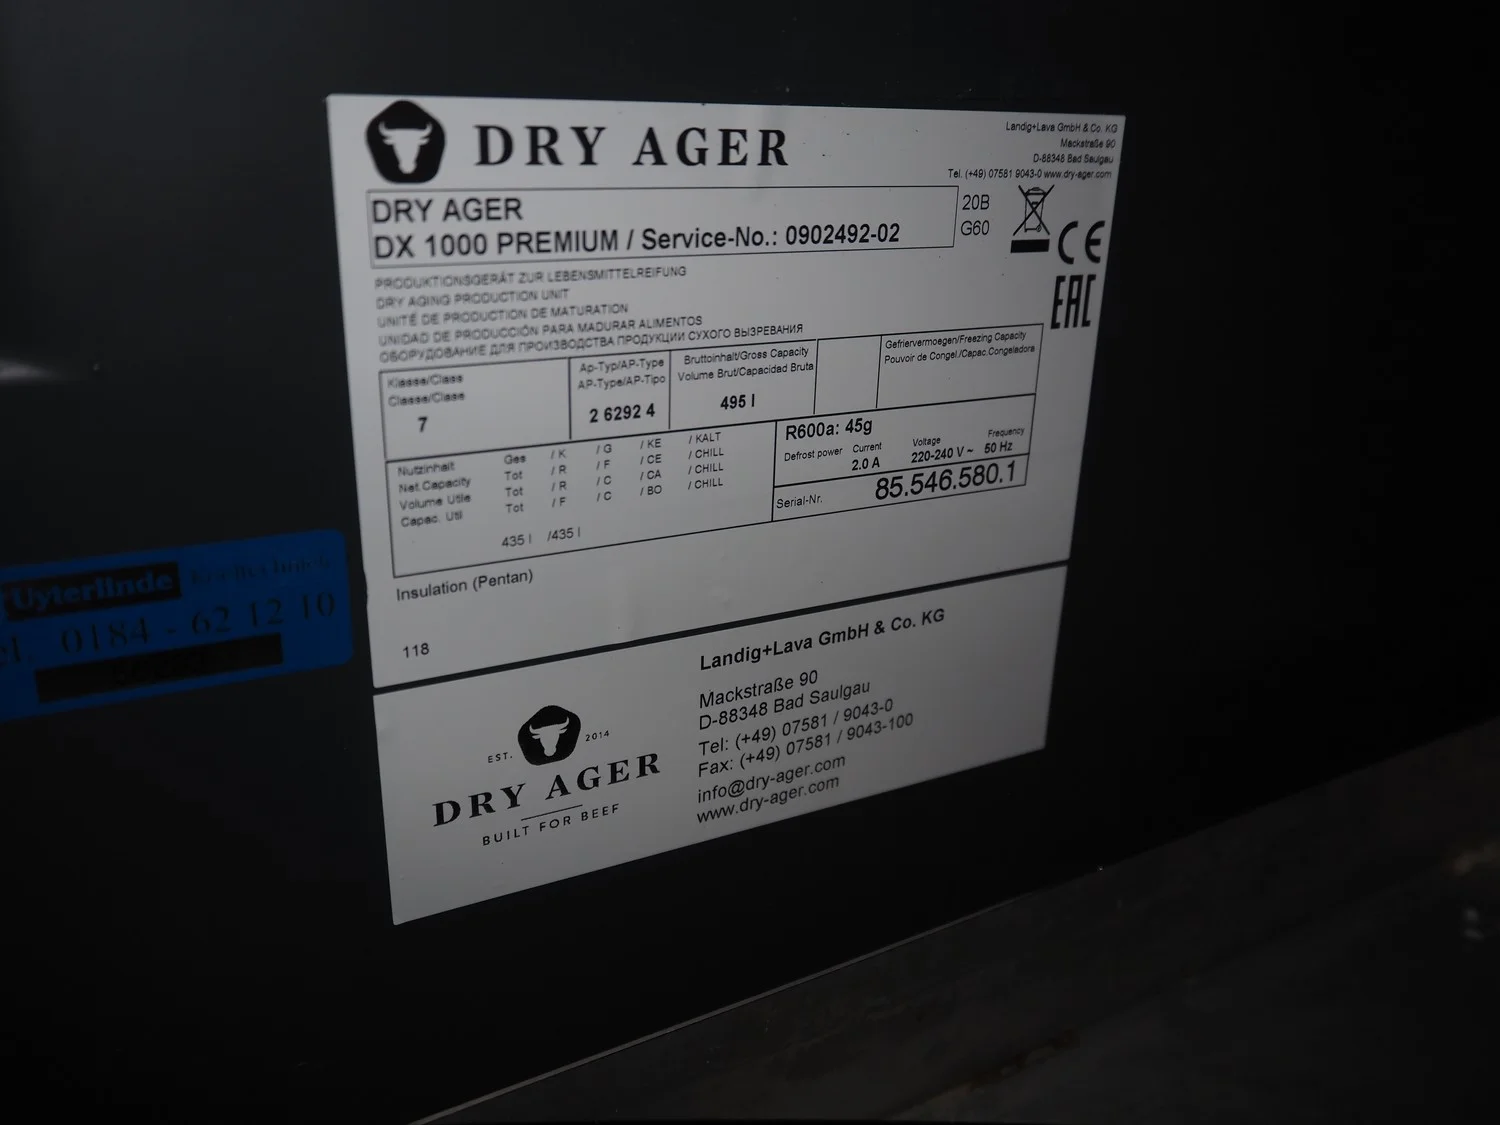 DRY AGER
Landig+Lava GmbH & Co. KG
Mackstraße 90
D-88348 Bad Saulgau
Tel. (+49) 07581 9043-0 www.dry-ager.com
DRY AGER
DX 1000 PREMIUM / Service-No.: 0902492-02
20B
G60
CE
EAC
PRODUKTIONSGERÄT ZUR LEBENSMITTELREIFUNG
DRY AGING PRODUCTION UNIT
UNITÉ DE PRODUCTION DE MATURATION
UNIDAD DE PRODUCCIÓN PARA MADURAR ALIMENTOS
ОБОРУДОВАНИЕ ДЛЯ ПРОИЗВОДСТВА ПРОДУКЦИИ СУХОГО ВЫЗРЕВАНИЯ
Klasse/Class
Classe/Clase
7
Ap-Typ/AP-Type
AP-Type/AP-Tipo
2 6292 4
Bruttoinhalt/Gross Capacity
Volume Brut/Capacidad Bruta
495 l
Gefriervermoegen/Freezing Capacity
Pouvoir de Congel./Capac.Congeladora
Nutzinhalt Ges / K / G / KE / KALT
Net.Capacity Tot / R / F / CE / CHILL
Volume Utile Tot / R / C / CA / CHILL
Capac. Util Tot / F / C / BO / CHILL
435 l /435 l
R600a: 45g
Defrost power Current Voltage Frequency
2.0 A 220-240 V ~ 50 Hz
Serial-Nr. 85.546.580.1
Insulation (Pentan)
118
EST. 2014
DRY AGER
BUILT FOR BEEF
Landig+Lava GmbH & Co. KG
Mackstraße 90
D-88348 Bad Saulgau
Tel: (+49) 07581 / 9043-0
Fax: (+49) 07581 / 9043-100
info@dry-ager.com
www.dry-ager.com
Uyterlinde
0184 - 62 12 10